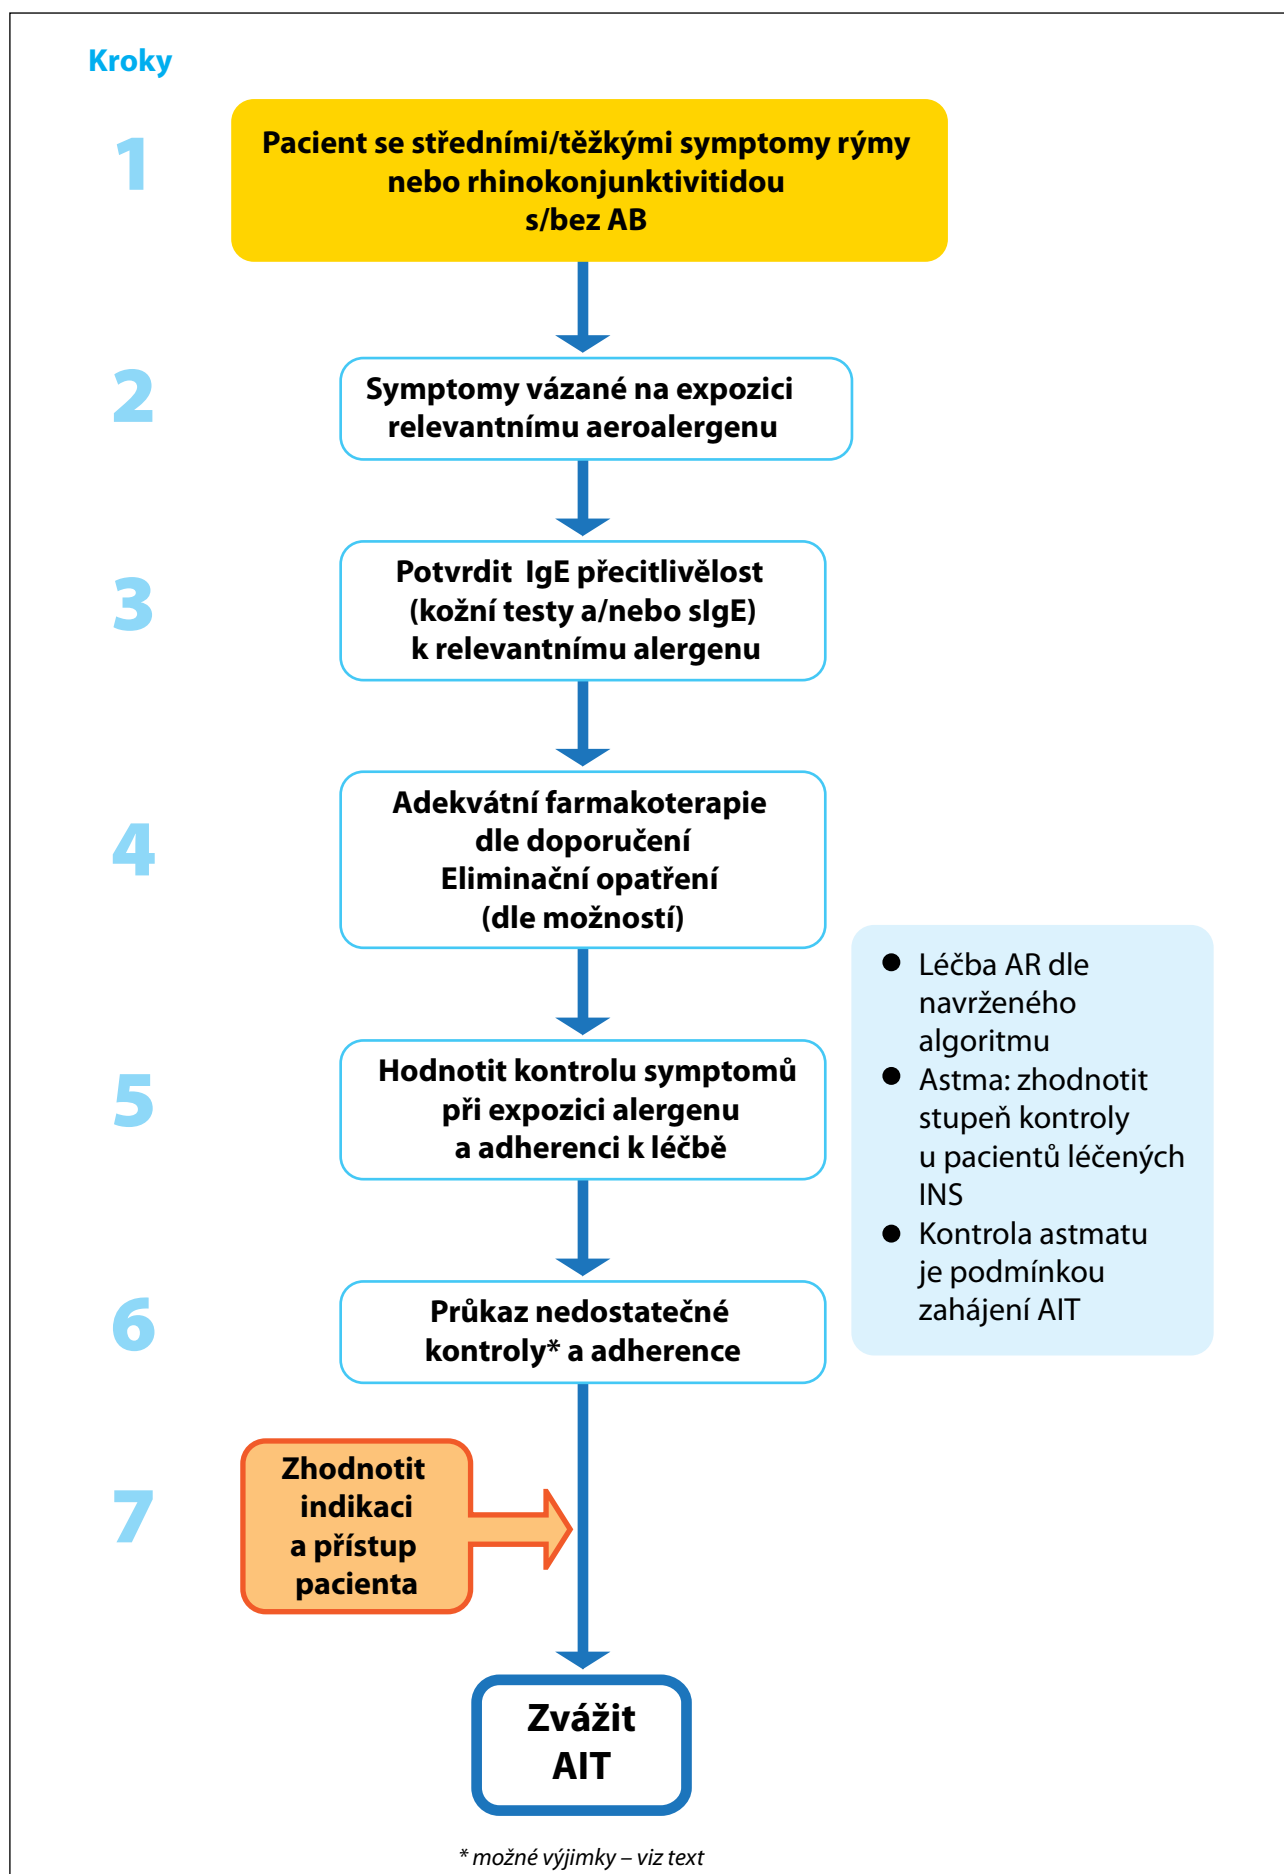 Kroky
1
Pacient se středními/těžkými symptomy rýmy
nebo rhinokonjunktivitidou
s/bez AB
2
Symptomy vázané na expozici
relevantnímu aeroalergenu
3
Potvrdit IgE přecitlivělost
(kožní testy a/nebo sIgE)
k relevantnímu alergenu
4
Adekvátní farmakoterapie
dle doporučení
Eliminační opatření
(dle možností)
5
Hodnotit kontrolu symptomů
při expozici alergenu
a adherenci k léčbě
● Léčba AR dle
navrženého
algoritmu
● Astma: zhodnotit
stupeň kontroly
u pacientů léčených
INS
● Kontrola astmatu
je podmínkou
zahájení AIT
6
Průkaz nedostatečné
kontroly* a adherence
7
Zhodnotit
indikaci
a přístup
pacienta
Zvážit
AIT
* možné výjimky – viz text